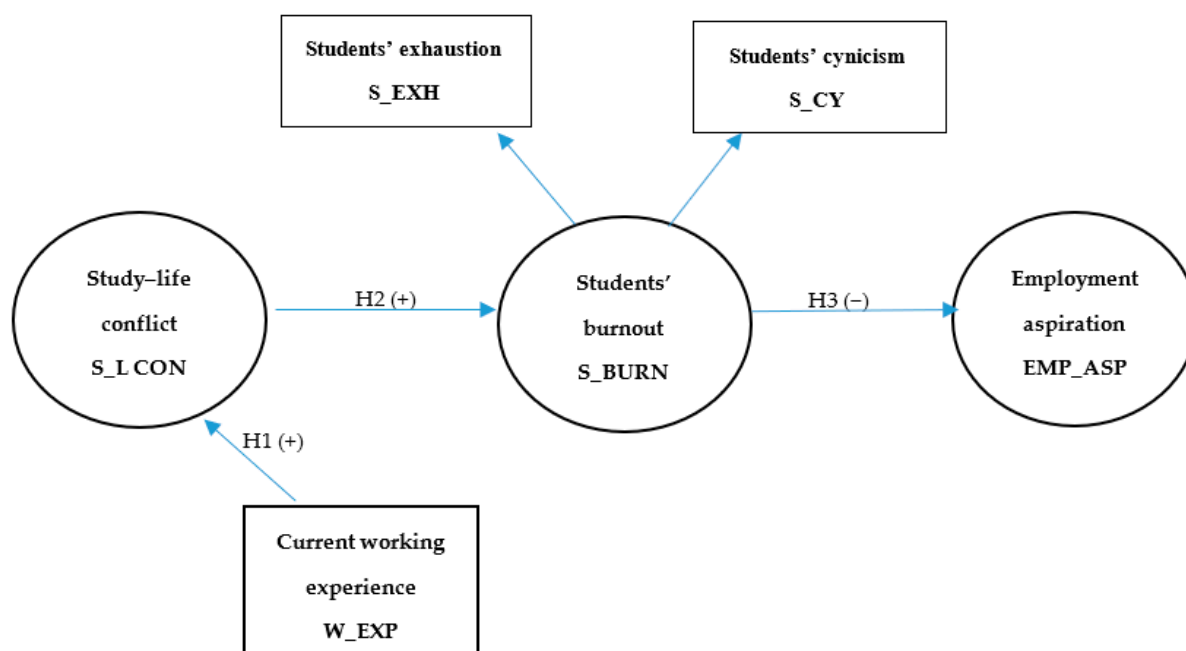 Students’ exhaustion
S_EXH
Students’ cynicism
S_CY
Study–life
conflict
S_L CON
H2 (+)
Students’
burnout
S_BURN
H3 (−)
Employment
aspiration
EMP_ASP
H1 (+)
Current working
experience
W_EXP